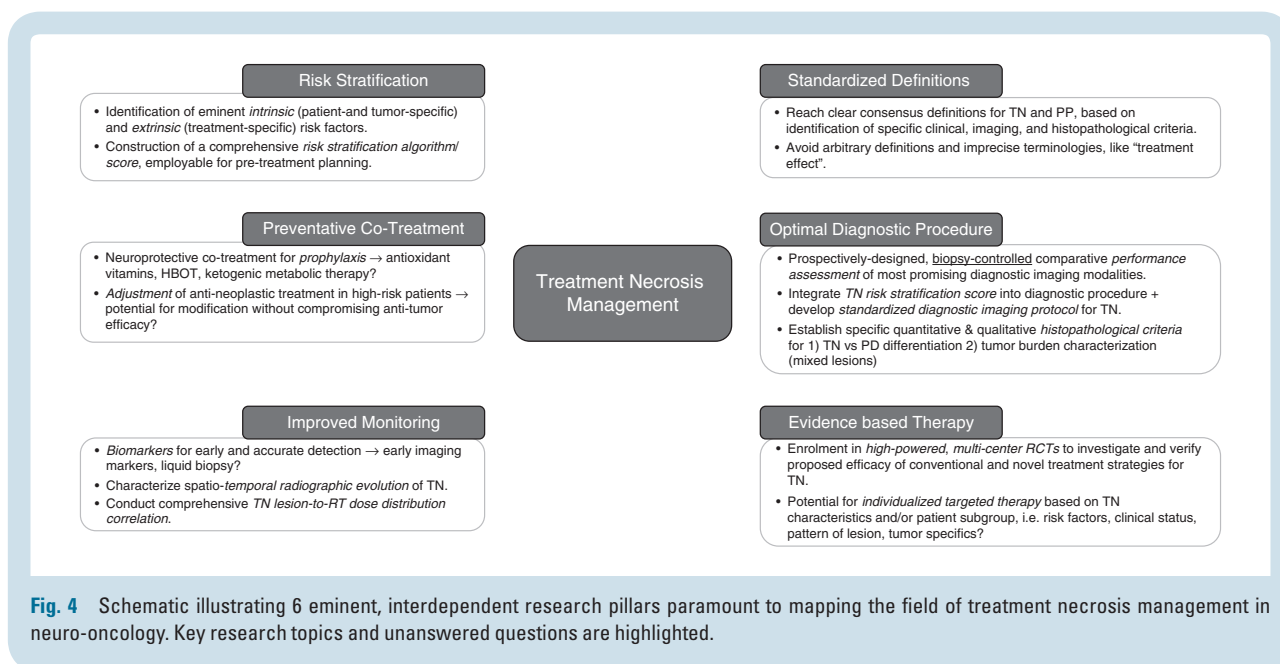 Risk Stratification
• Identification of eminent intrinsic (patient-and tumor-specific)
and extrinsic (treatment-specific) risk factors.
• Construction of a comprehensive risk stratification algorithm/
score, employable for pre-treatment planning.
Standardized Definitions
• Reach clear consensus definitions for TN and PP, based on
identification of specific clinical, imaging, and histopathological criteria.
• Avoid arbitrary definitions and imprecise terminologies, like “treatment
effect”.
Preventative Co-Treatment
• Neuroprotective co-treatment for prophylaxis → antioxidant
vitamins, HBOT, ketogenic metabolic therapy?
• Adjustment of anti-neoplastic treatment in high-risk patients →
potential for modification without compromising anti-tumor
efficacy?
Treatment Necrosis
Management
Optimal Diagnostic Procedure
• Prospectively-designed, biopsy-controlled comparative performance
assessment of most promising diagnostic imaging modalities.
• Integrate TN risk stratification score into diagnostic procedure +
develop standardized diagnostic imaging protocol for TN.
• Establish specific quantitative & qualitative histopathological criteria
for 1) TN vs PD differentiation 2) tumor burden characterization
(mixed lesions)
Improved Monitoring
• Biomarkers for early and accurate detection → early imaging
markers, liquid biopsy?
• Characterize spatio-temporal radiographic evolution of TN.
• Conduct comprehensive TN lesion-to-RT dose distribution
correlation.
Evidence based Therapy
• Enrolment in high-powered, multi-center RCTs to investigate and verify
proposed efficacy of conventional and novel treatment strategies for
TN.
• Potential for individualized targeted therapy based on TN
characteristics and/or patient subgroup, i.e. risk factors, clinical status,
pattern of lesion, tumor specifics?
Fig. 4 Schematic illustrating 6 eminent, interdependent research pillars paramount to mapping the field of treatment necrosis management in
neuro-oncology. Key research topics and unanswered questions are highlighted.